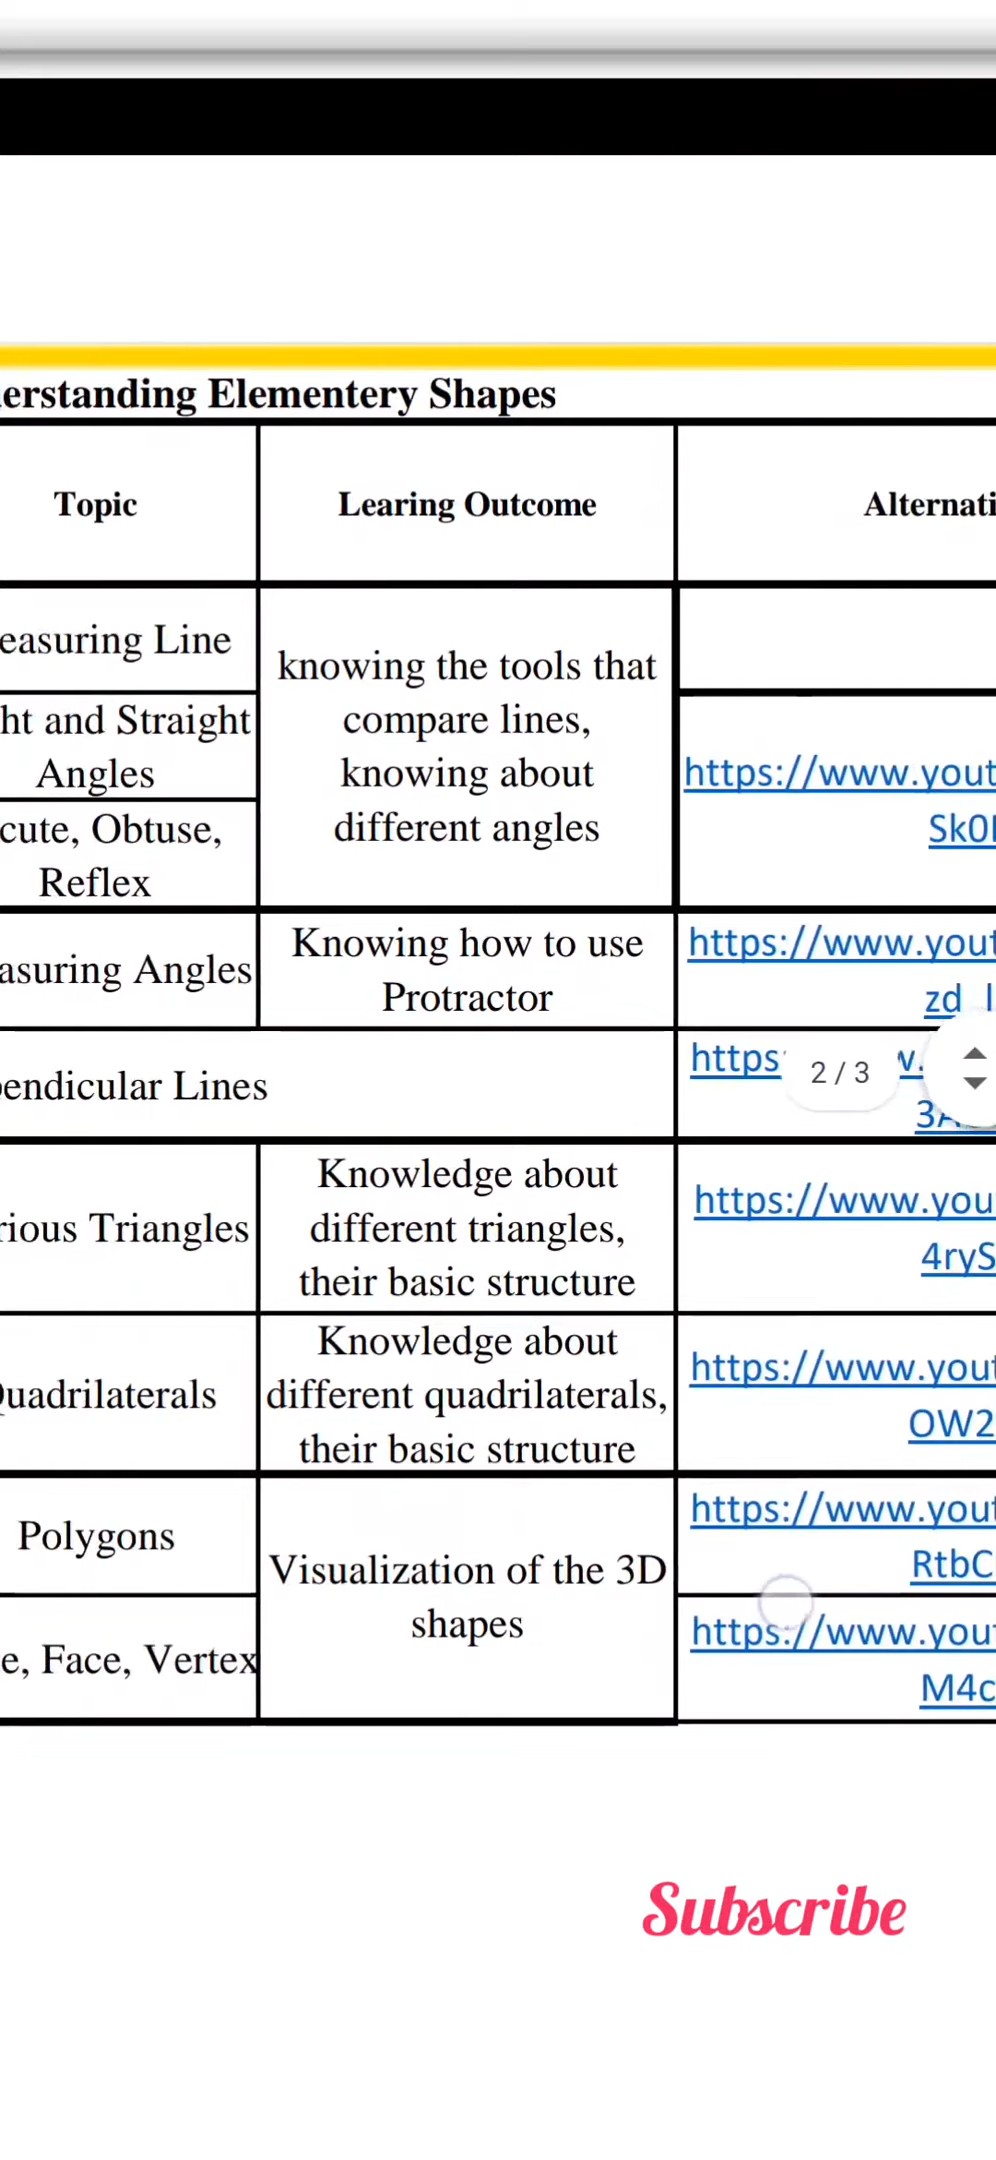 erstanding Elementery Shapes
Topic
Learing Outcome
Alternati
easuring Line
knowing the tools that
compare lines,
knowing about
different angles
ht and Straight
Angles
https://www.yout
Sk0
cute, Obtuse,
Reflex
asuring Angles
Knowing how to use
Protractor
https://www.yout
zd_l
endicular Lines
https
2 / 3
rious Triangles
Knowledge about
different triangles,
their basic structure
https://www.you
4ryS
uadrilaterals
Knowledge about
different quadrilaterals,
their basic structure
https://www.yout
OW2
Polygons
Visualization of the 3D
shapes
https://www.yout
RtbC
e, Face, Vertex
https://www.yout
M4c
Subscribe